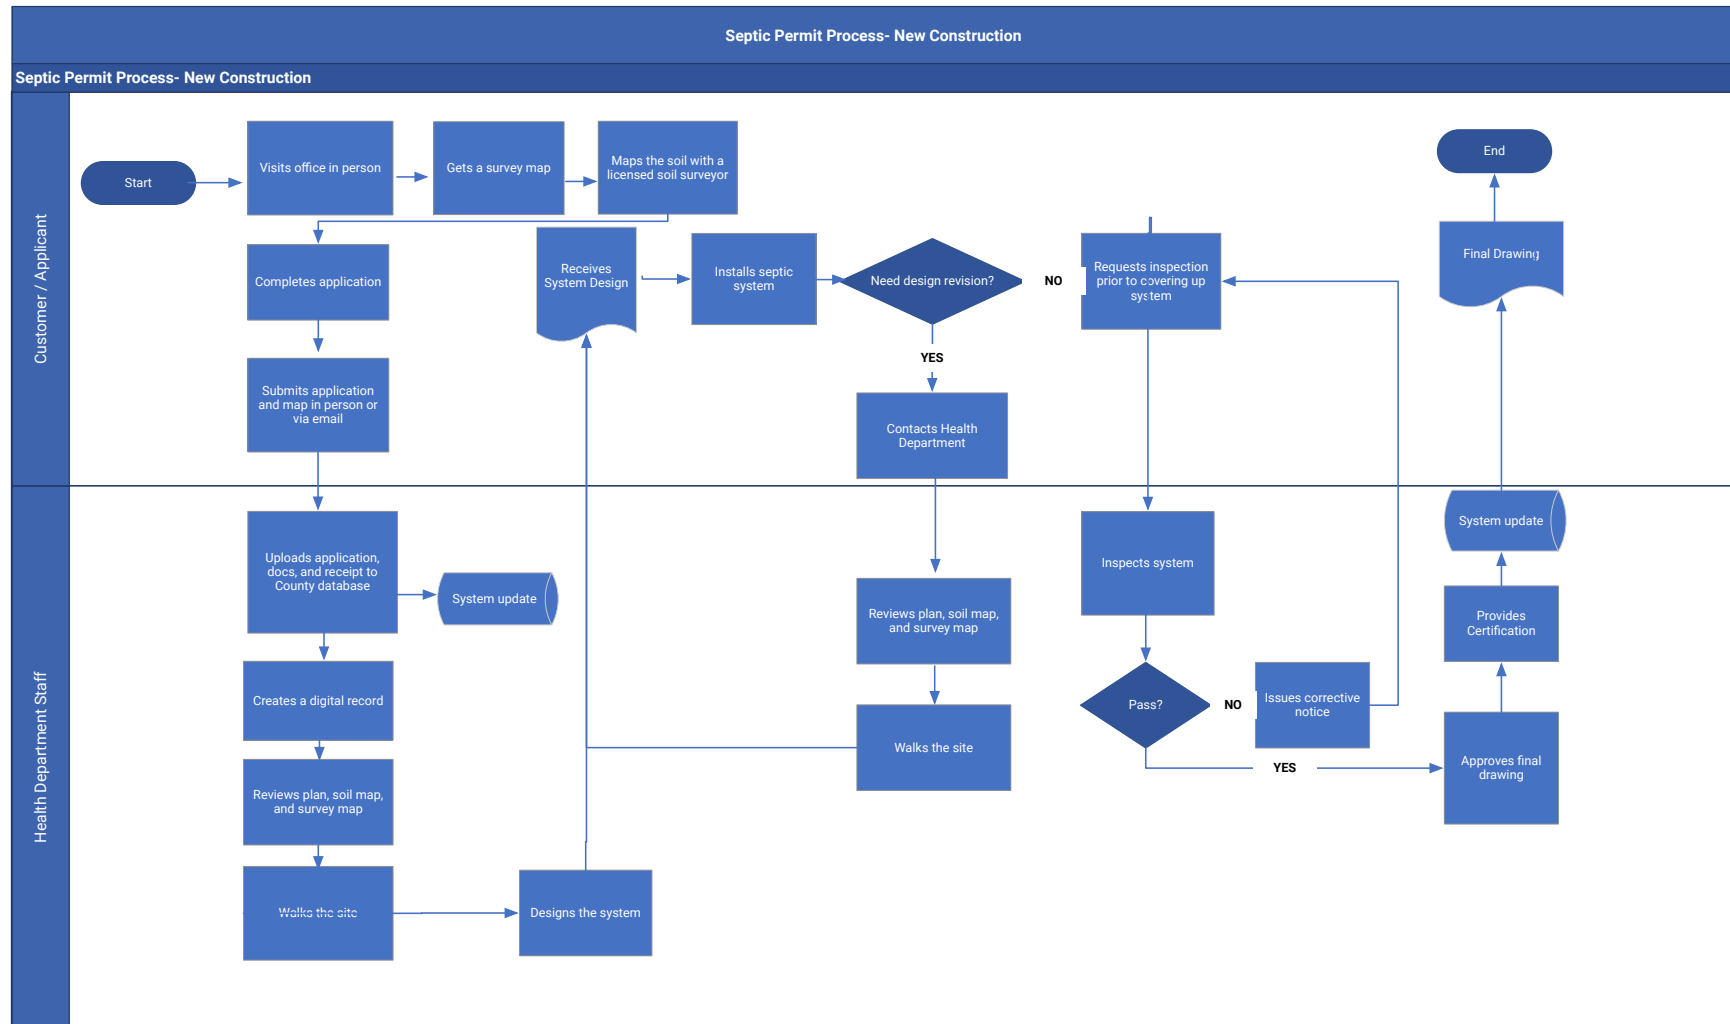 Septic Permit Process- New Construction
Septic Permit Process- New Construction
Customer / Applicant
Start
Visits office in person
Gets a survey map
Maps the soil with a
licensed soil surveyor
Completes application
Submits application
and map in person or
via email
Receives
System Design
Installs septic
system
Need design revision?
NO
YES
Contacts Health
Department
Requests inspection
prior to covering up
system
Final Drawing
End
Health Department Staff
Uploads application,
docs, and receipt to
County database
System update
Creates a digital record
Reviews plan, soil map,
and survey map
Walks the site
Designs the system
Reviews plan, soil map,
and survey map
Walks the site
Inspects system
Pass?
NO
Issues corrective
notice
YES
Approves final
drawing
Provides
Certification
System update